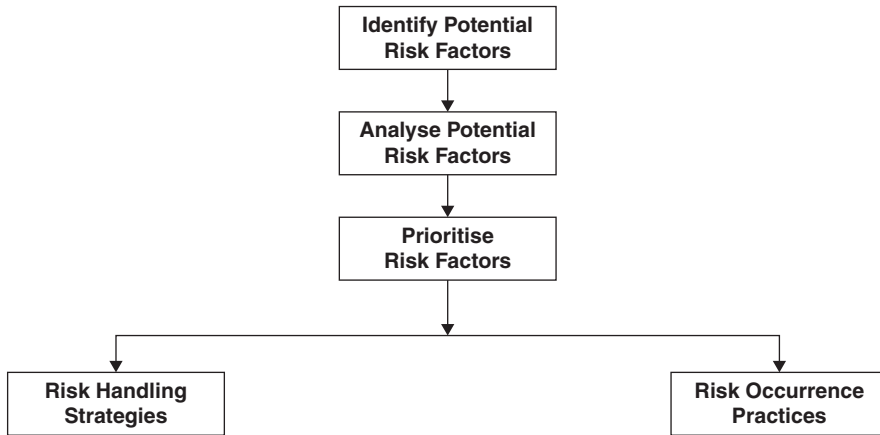 Identify Potential
Risk Factors
Analyse Potential
Risk Factors
Prioritise
Risk Factors
Risk Handling
Strategies
Risk Occurrence
Practices